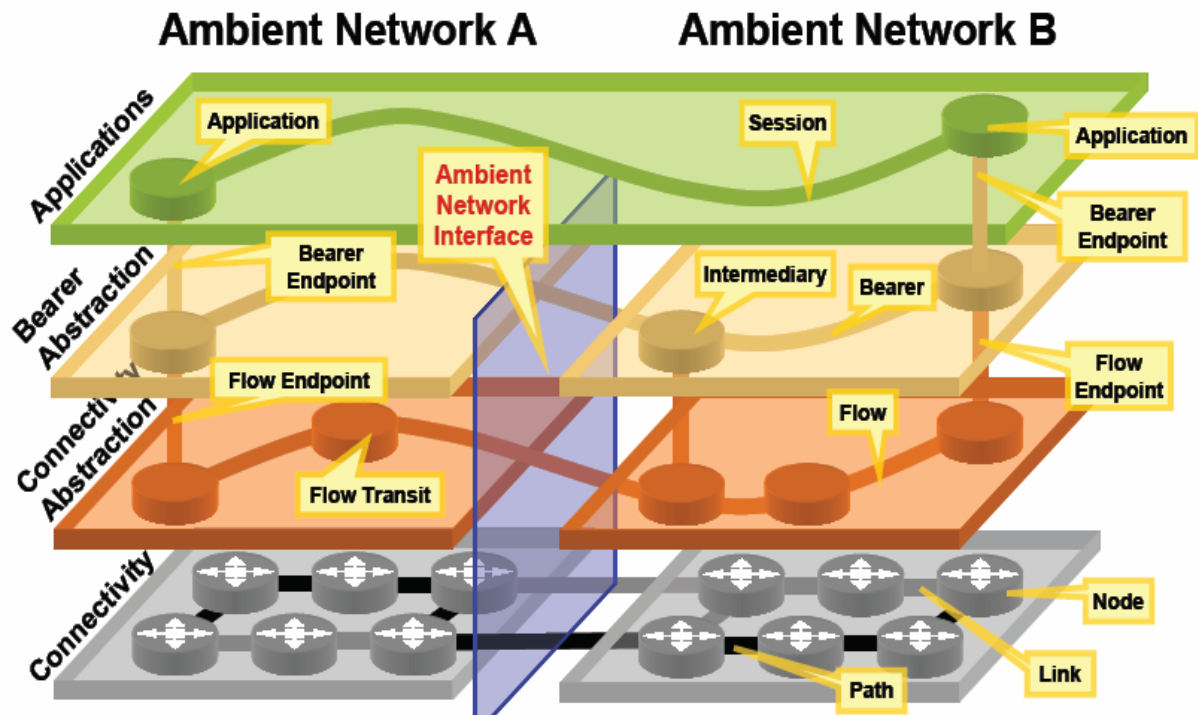 Ambient Network A
Ambient Network B
Applications
Application
Session
Application
Ambient
Network
Interface
Bearer
Endpoint
Bearer
Abstraction
Bearer
Endpoint
Intermediary
Bearer
Flow
Endpoint
Connectivity
Abstraction
Flow Endpoint
Flow
Flow Transit
Connectivity
Node
Link
Path